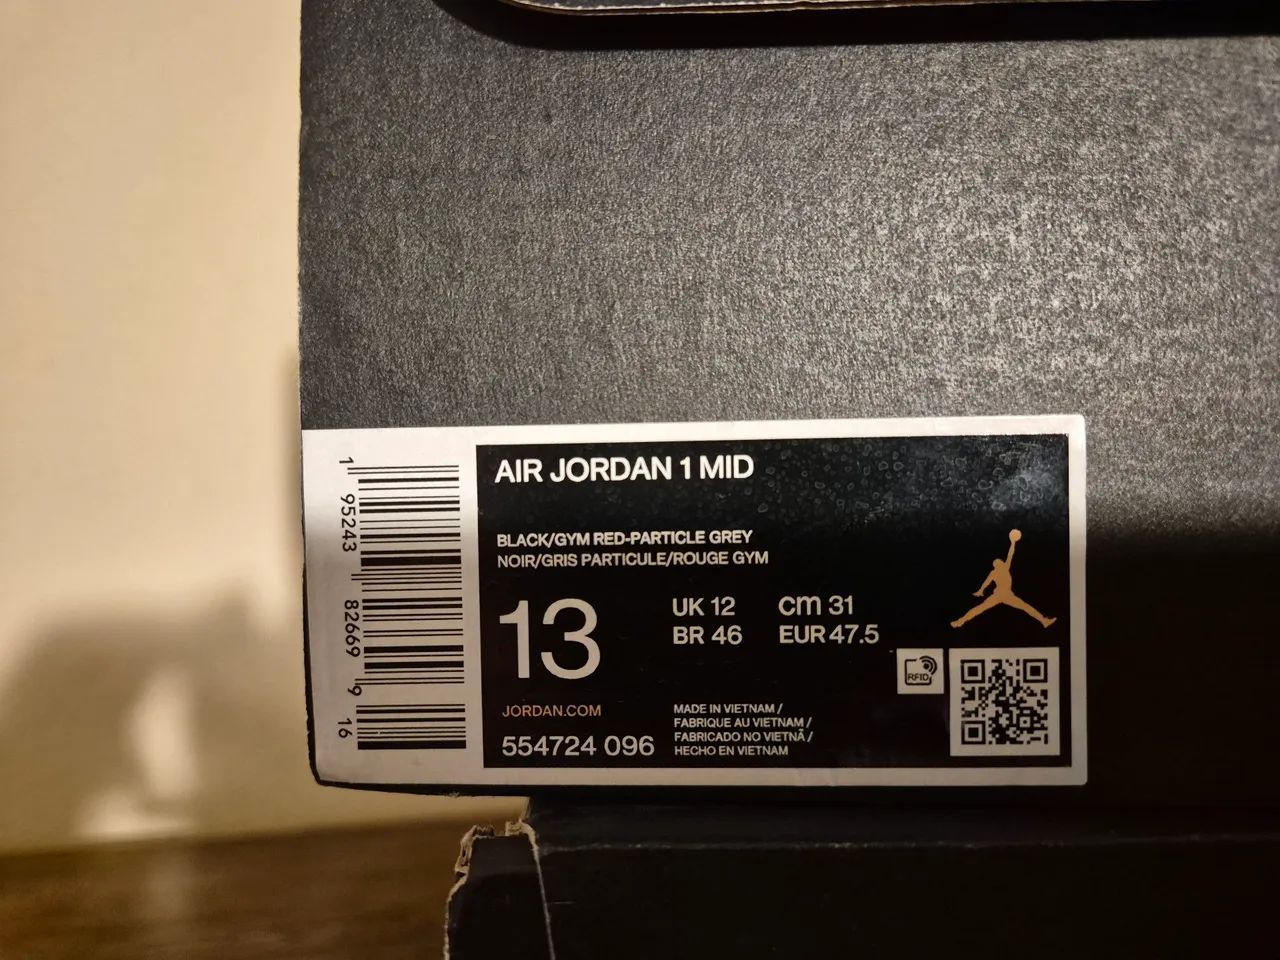 AIR JORDAN 1 MID
BLACK/GYM RED-PARTICLE GREY
NOIR/GRIS PARTICULE/ROUGE GYM
13
UK 12
cm 31
BR 46
EUR 47.5
RFID
JORDAN.COM
554724 096
MADE IN VIETNAM /
FABRIQUE AU VIETNAM /
FABRICADO NO VIETNÃ /
HECHO EN VIETNAM
1 95243 82669 9 16